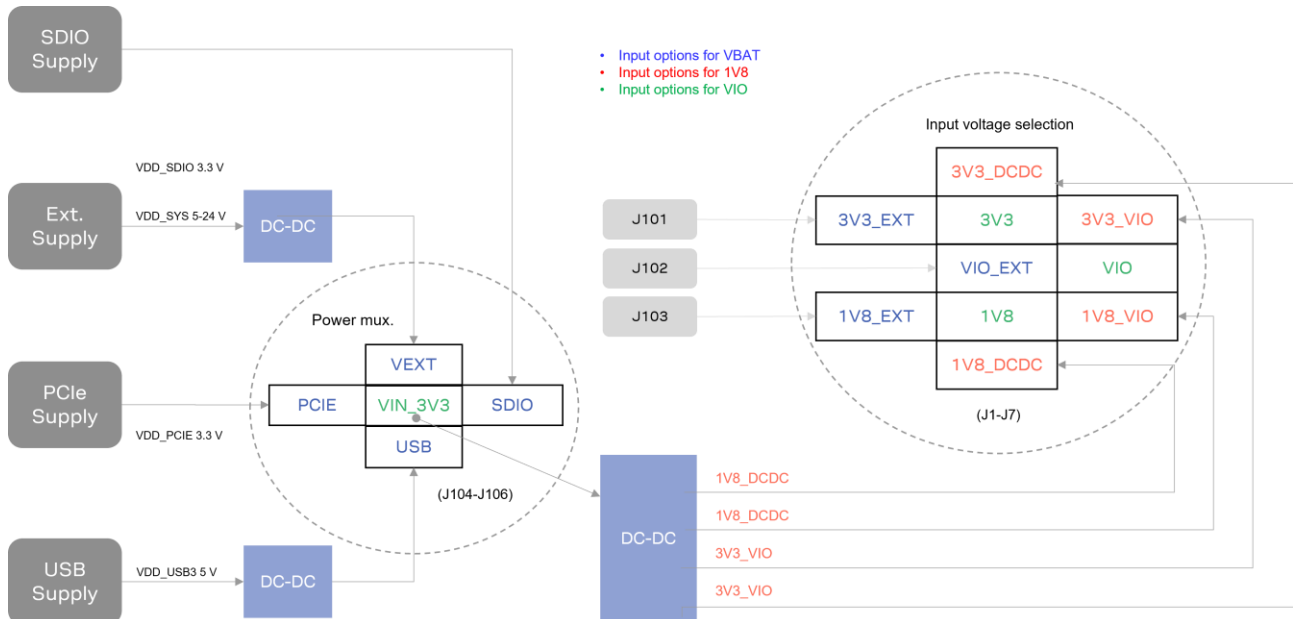 SDIO
Supply
• Input options for VBAT
• Input options for 1V8
• Input options for VIO
Input voltage selection
VDD_SDIO 3.3 V
3V3_DCDC
Ext.
Supply
VDD_SYS 5-24 V
DC-DC
J101
3V3_EXT
3V3
3V3_VIO
J102
VIO_EXT
VIO
J103
1V8_EXT
1V8
1V8_VIO
Power mux.
VEXT
1V8_DCDC
PCIe
Supply
PCIE
VIN_3V3
SDIO
(J1-J7)
VDD_PCIE 3.3 V
USB
(J104-J106)
1V8_DCDC
1V8_DCDC
DC-DC
3V3_VIO
3V3_VIO
USB
Supply
VDD_USB3 5 V
DC-DC